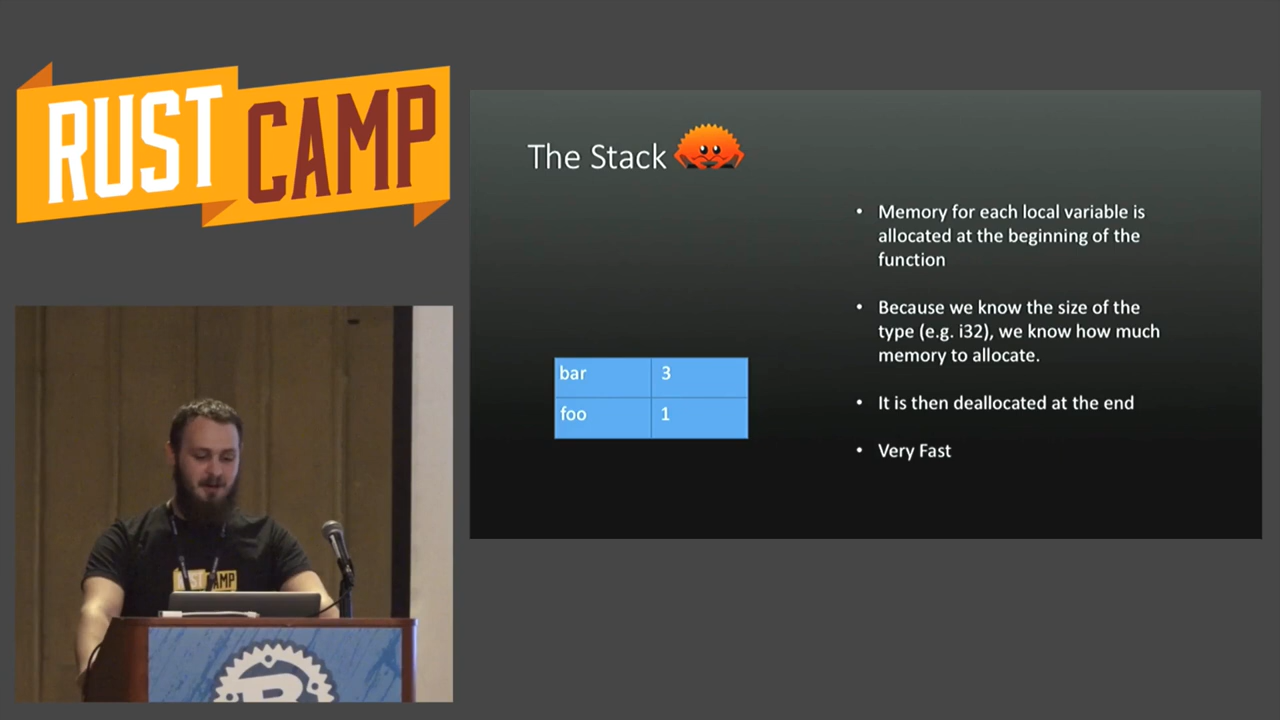 RUST CAMP
The Stack
• Memory for each local variable is
allocated at the beginning of the
function
• Because we know the size of the
type (e.g. i32), we know how much
memory to allocate.
• It is then deallocated at the end
• Very Fast
bar 3
foo 1
RUST CAMP
R